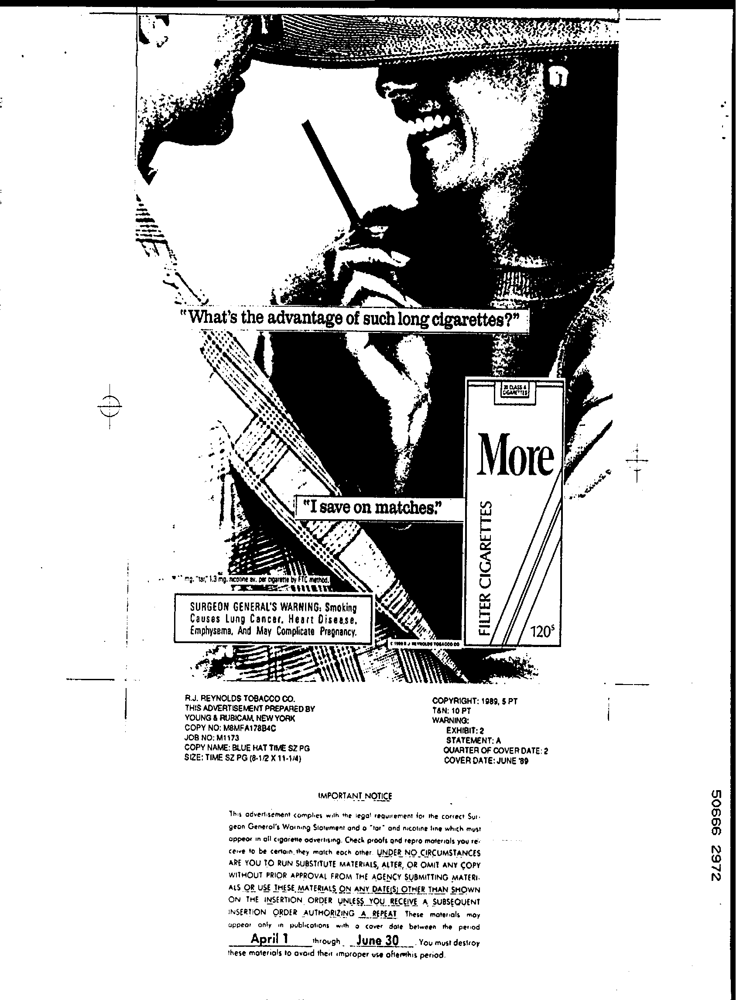 "What's the advantage of such long cigarettes?"
20 CLASS A
CIGARETTES
More
FILTER CIGARETTES
120s
"I save on matches."
mg. "tar," 1.3 mg. nicotine av. per cigarette by FTC method.
SURGEON GENERAL'S WARNING: Smoking
Causes Lung Cancer, Heart Disease,
Emphysema, And May Complicate Pregnancy.
R J REYNOLDS TOBACCO CO
R.J. REYNOLDS TOBACCO CO.
THIS ADVERTISEMENT PREPARED BY
YOUNG & RUBICAM, NEW YORK
COPY NO: M8MFA178B4C
JOB NO: M1173
COPY NAME: BLUE HAT TIME SZ PG
SIZE: TIME SZ PG (8-1/2 X 11-1/4)
COPYRIGHT: 1989, 5 PT
T&N: 10 PT
WARNING:
EXHIBIT: 2
STATEMENT: A
QUARTER OF COVER DATE: 2
COVER DATE: JUNE '89
IMPORTANT NOTICE
This advertisement complies with the legal requirement for the correct Sur-
geon General's Warning Statement and a "tar" and nicotine line which must
appear in all cigarette advertising. Check proofs and repro materials you re-
ceive to be certain they match each other. UNDER NO CIRCUMSTANCES
ARE YOU TO RUN SUBSTITUTE MATERIALS, ALTER, OR OMIT ANY COPY
WITHOUT PRIOR APPROVAL FROM THE AGENCY SUBMITTING MATERI-
ALS OR USE THESE MATERIALS ON ANY DATE(S) OTHER THAN SHOWN
ON THE INSERTION ORDER UNLESS YOU RECEIVE A SUBSEQUENT
INSERTION ORDER AUTHORIZING A REPEAT These materials may
appear only in publications with a cover date between the period
April 1 through June 30. You must destroy
these materials to avoid their improper use after this period.
50666 2972